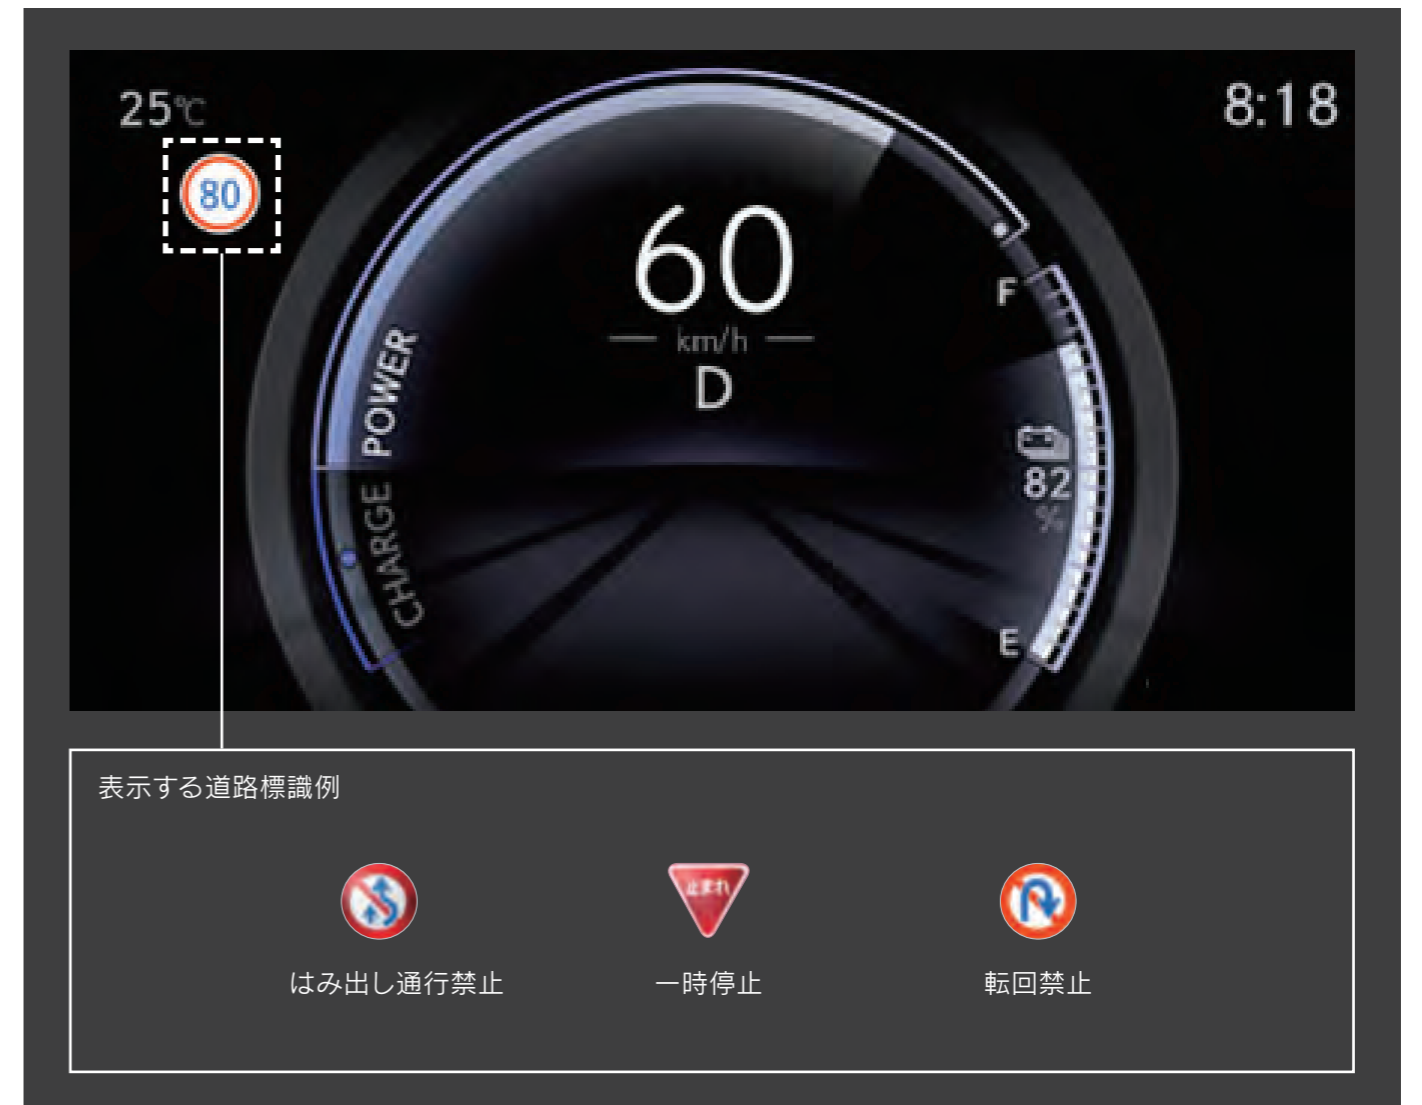 25℃
8:18
80
60
km/h
D
POWER
CHARGE
F
82
%
E
表示する道路標識例
止まれ
はみ出し通行禁止
一時停止
転回禁止